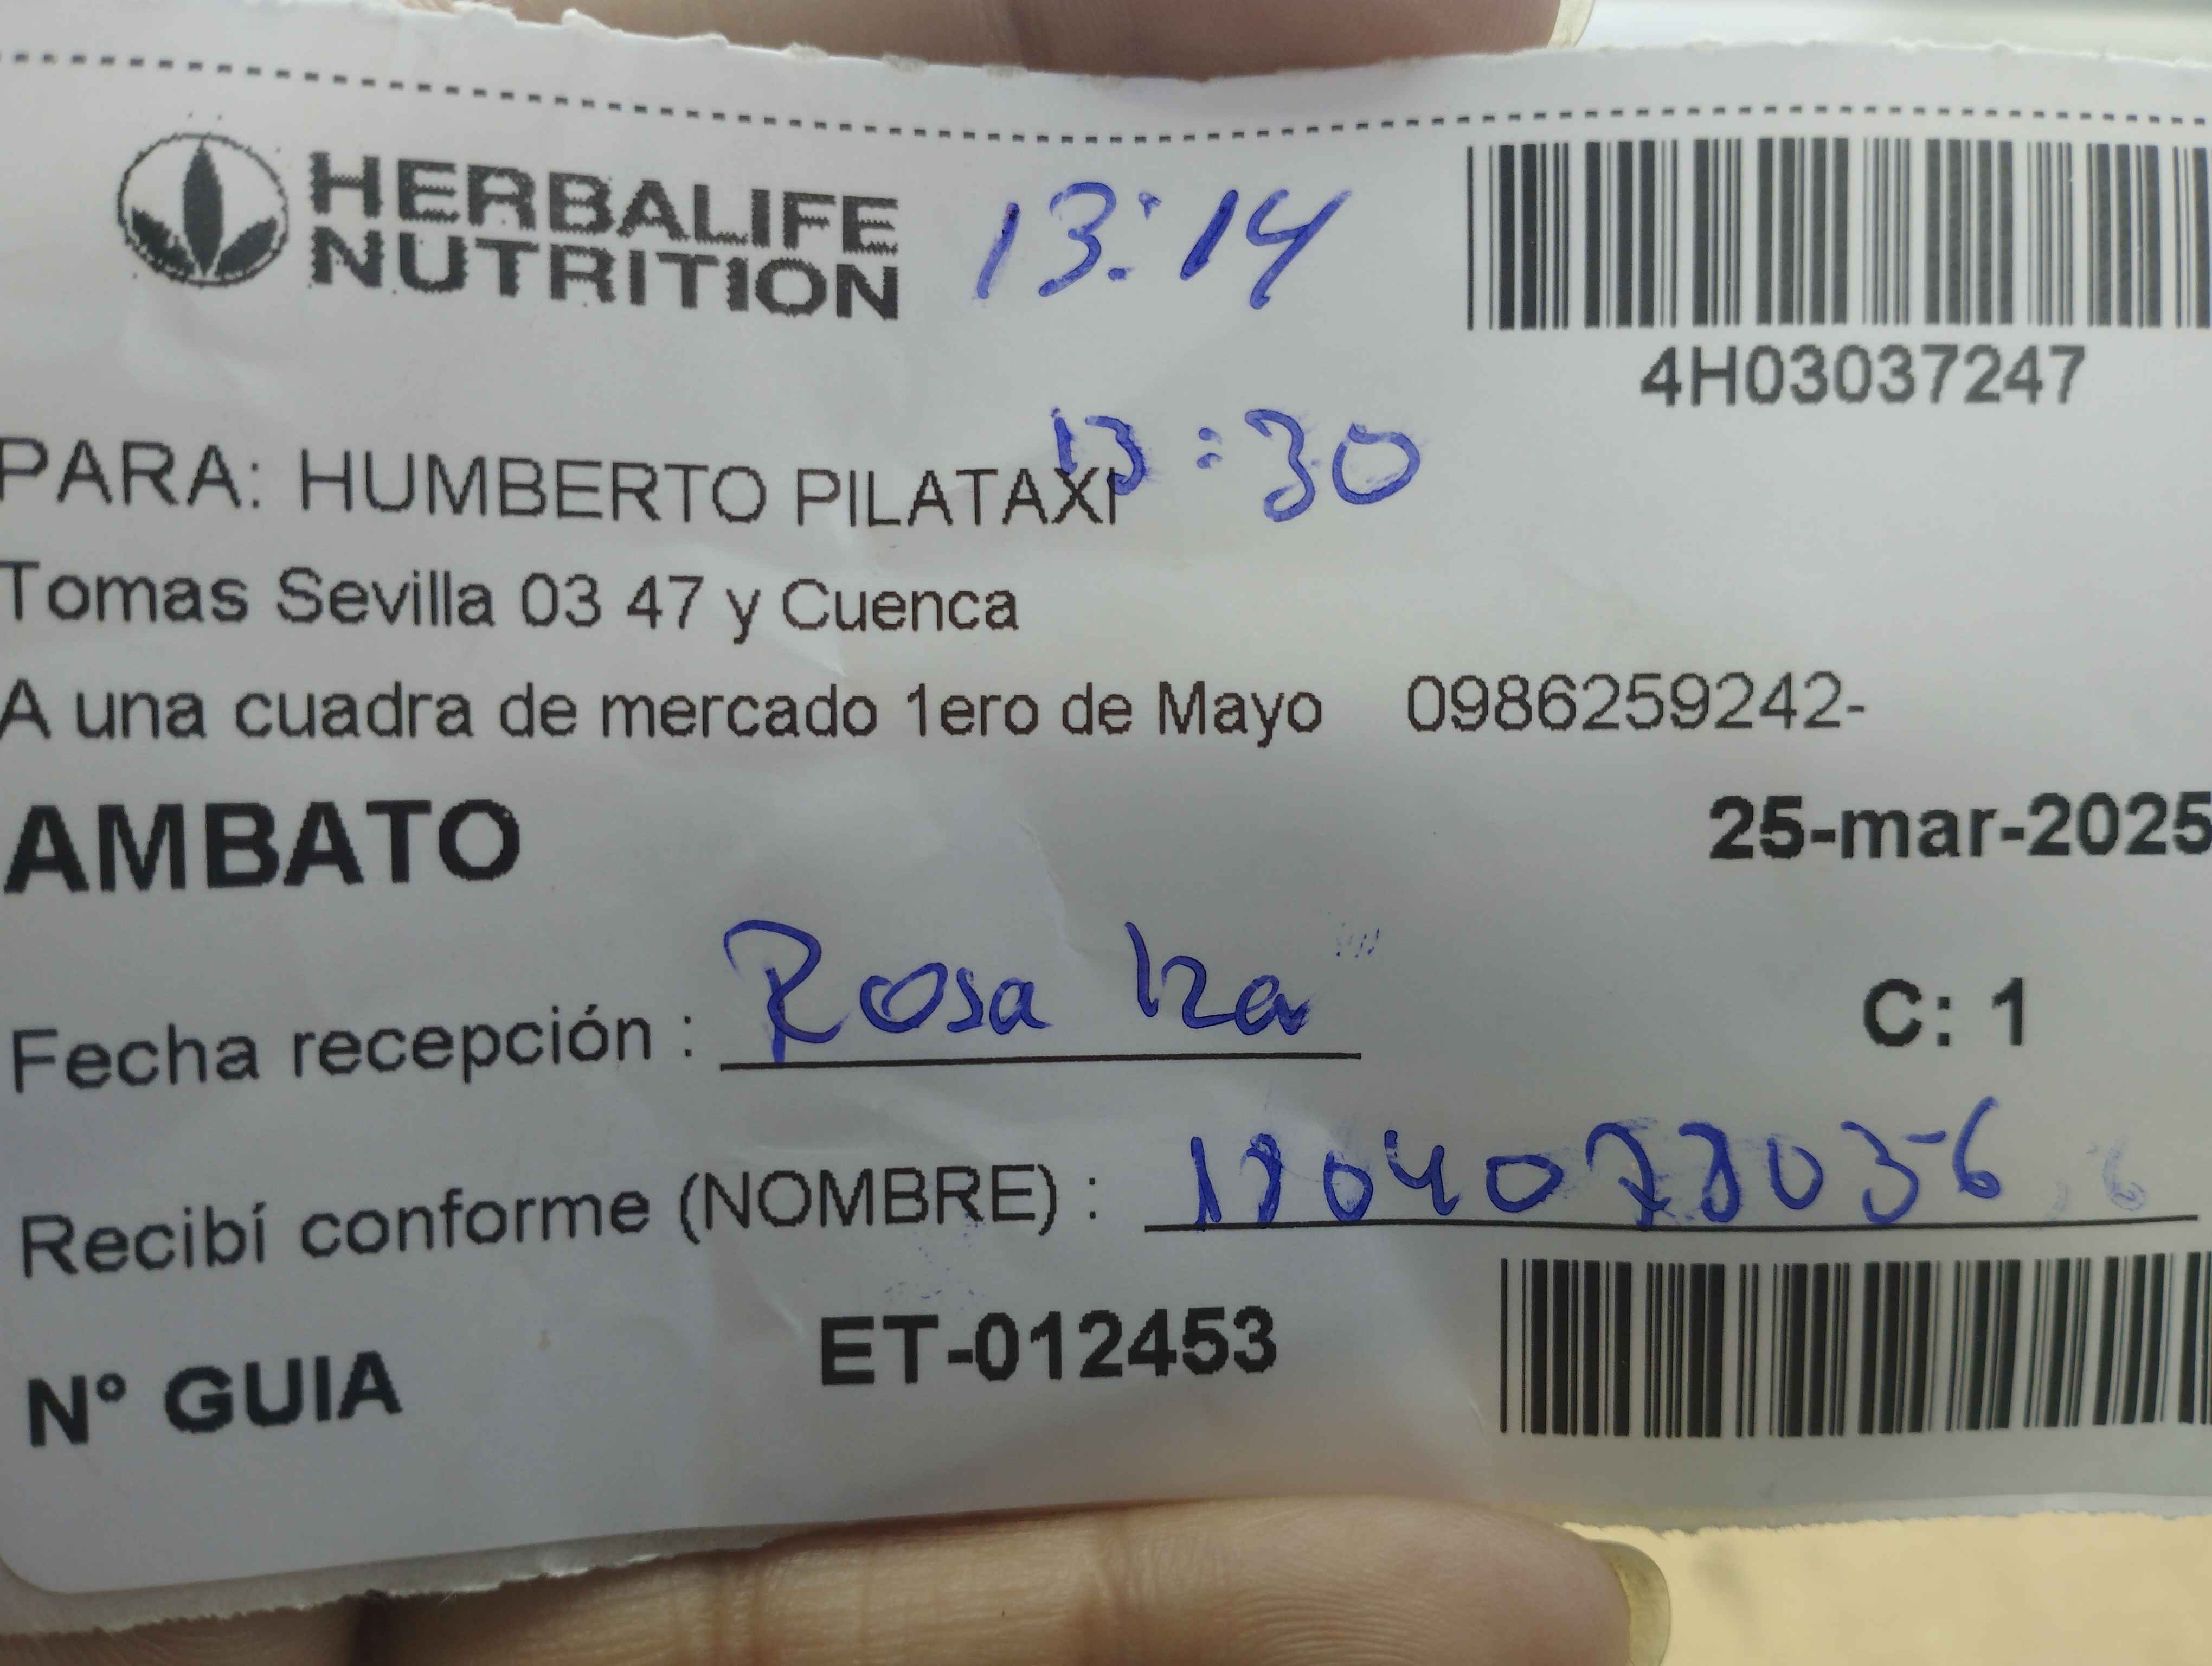 HERBALIFE
NUTRITION
13:14
4H03037247
13:30
PARA: HUMBERTO PILATAXI
Tomas Sevilla 03 47 y Cuenca
A una cuadra de mercado 1ero de Mayo 0986259242-
AMBATO
25-mar-2025
Fecha recepción : Rosa Iza
C: 1
Recibí conforme (NOMBRE) :
Nº GUIA ET-012453